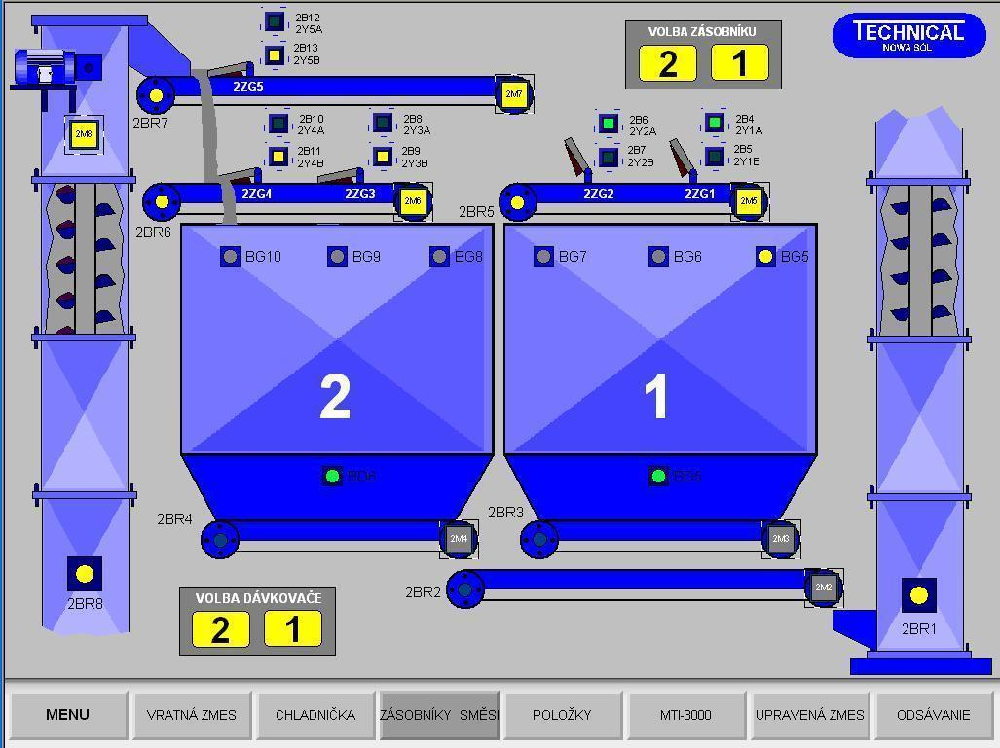 2B12
2Y5A
2B13
2Y5B
VOLBA ZÁSOBNÍKU
2 1
TECHNICAL
NOWA SÓL
2ZG5
2M7
2BR7
2M8
2B10
2Y4A
2B8
2Y3A
2B11
2Y4B
2B9
2Y3B
2B6
2Y2A
2B4
2Y1A
2B7
2Y2B
2B5
2Y1B
2ZG4
2ZG3
2M6
2BR6
2BR5
2ZG2
2ZG1
2M5
BG10
BG9
BG8
BG7
BG6
BG5
2
1
BD6
BD5
2BR4
2M4
2BR3
2M3
2BR2
2M2
2BR8
2BR1
VOLBA DÁVKOVAČE
2 1
MENU
VRATNÁ ZMES
CHLADNIČKA
ZÁSOBNÍKY SMĚSI
POLOŽKY
MTI-3000
UPRAVENÁ ZMES
ODSÁVANIE